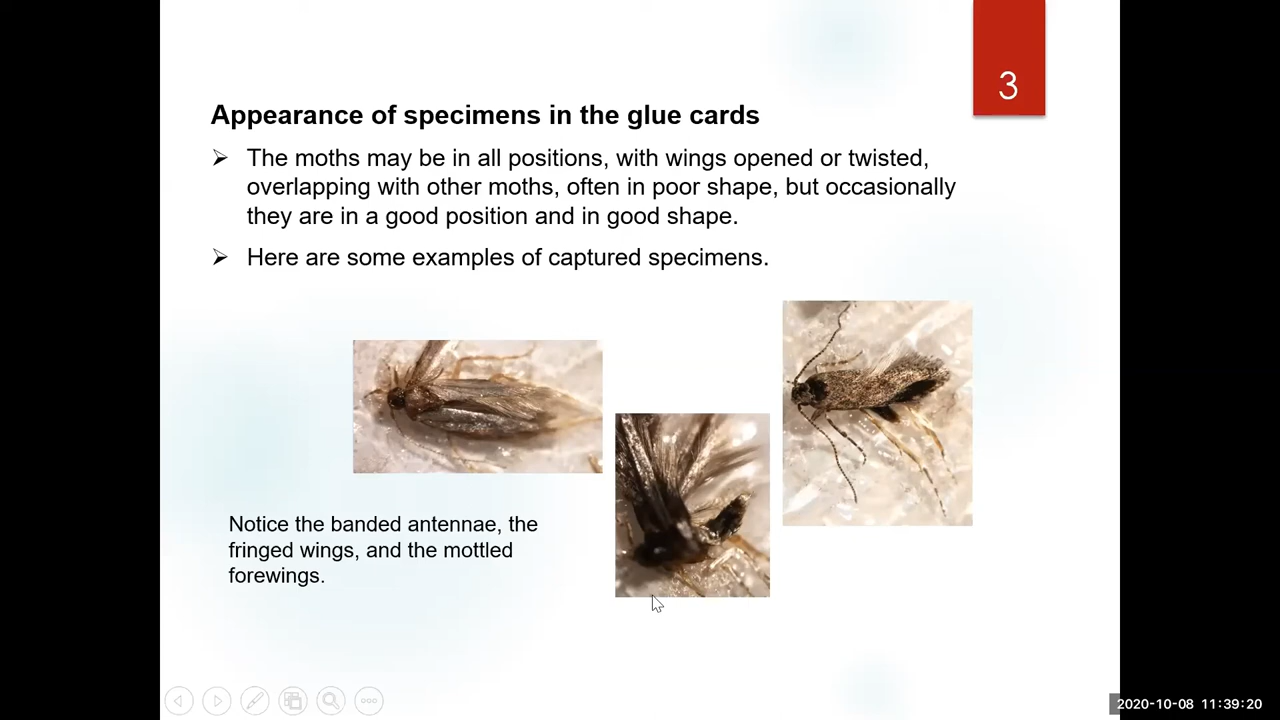 3
Appearance of specimens in the glue cards
➢ The moths may be in all positions, with wings opened or twisted,
overlapping with other moths, often in poor shape, but occasionally
they are in a good position and in good shape.
➢ Here are some examples of captured specimens.
Notice the banded antennae, the
fringed wings, and the mottled
forewings.
2020-10-08 11:39:20